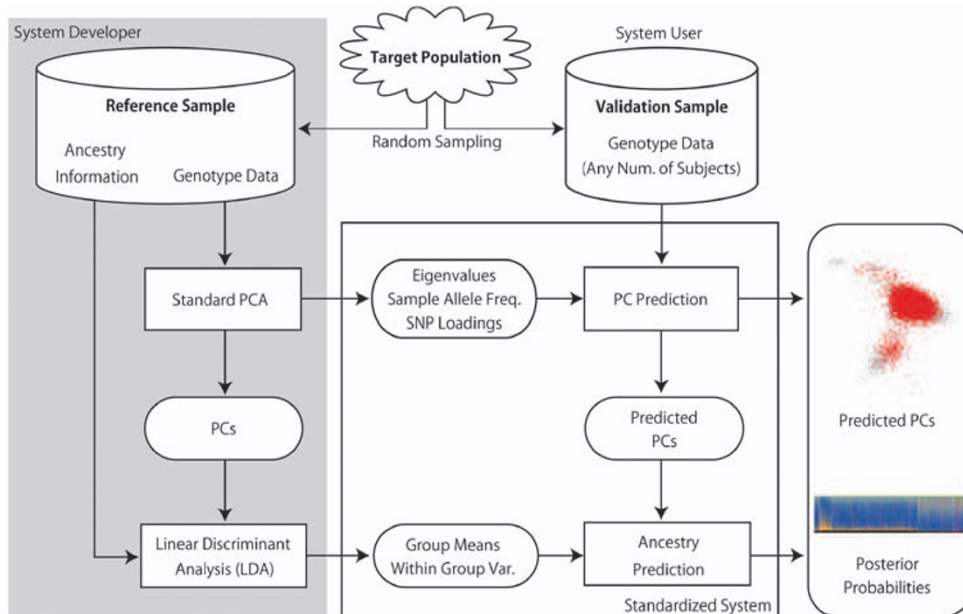 System Developer
Target Population
System User
Reference Sample
Ancestry
Information
Genotype Data
Random Sampling
Validation Sample
Genotype Data
(Any Num. of Subjects)
Standard PCA
Eigenvalues
Sample Allele Freq.
SNP Loadings
PC Prediction
PCs
Predicted
PCs
Predicted PCs
Linear Discriminant
Analysis (LDA)
Group Means
Within Group Var.
Ancestry
Prediction
Posterior
Probabilities
Standardized System